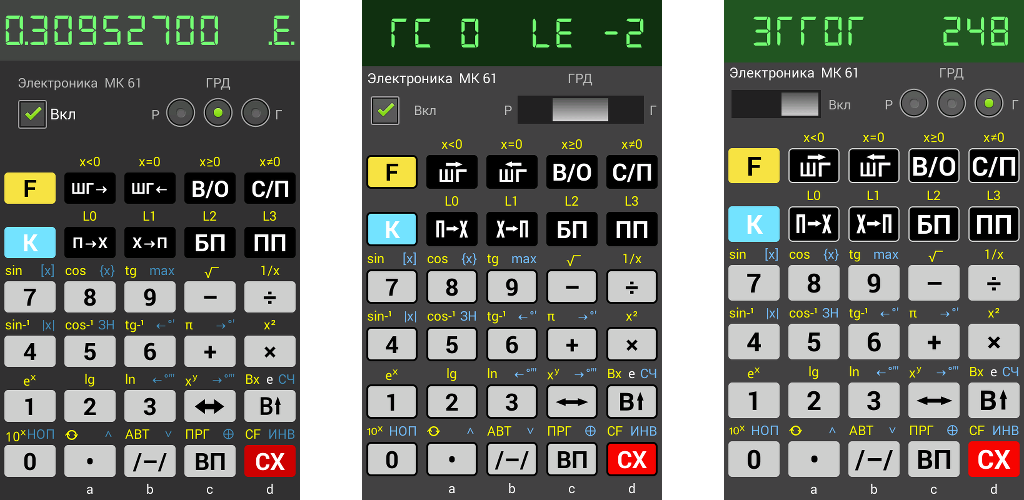 0.30952700 .E.
Электроника МК 61 ГРД
Вкл Р Г
x<0 x=0 x≥0 x≠0
F ШГ→ ШГ← В/О С/П
L0 L1 L2 L3
К П→X X→П БП ПП
sin [x] cos {x} tg max √ 1/x
7 8 9 − ÷
sin⁻¹ |x| cos⁻¹ ЗН tg⁻¹ ←°' π →°' x²
4 5 6 + ×
eˣ lg ln ←°'" xʸ →°'" Вx e СЧ
1 2 3 ↔ В↑
10ˣ НОП ↻ ∧ АВТ ∨ ПРГ ⊕ CF ИНВ
0 • /−/ ВП СХ
a b c d
ГС 0 LE -2
Электроника МК 61 ГРД
Вкл Р Г
x<0 x=0 x≥0 x≠0
F ШГ→ ШГ← В/О С/П
L0 L1 L2 L3
К П→X X→П БП ПП
sin [x] cos {x} tg max √ 1/x
7 8 9 − ÷
sin⁻¹ |x| cos⁻¹ ЗН tg⁻¹ ←°' π →°' x²
4 5 6 + ×
eˣ lg ln ←°'" xʸ →°'" Вx e СЧ
1 2 3 ↔ В↑
10ˣ НОП ↻ ∧ АВТ ∨ ПРГ ⊕ CF ИНВ
0 • /−/ ВП СХ
a b c d
ЗГГ0Г 248
Электроника МК 61 ГРД
Вкл Р Г
x<0 x=0 x≥0 x≠0
F ШГ→ ШГ← В/О С/П
L0 L1 L2 L3
К П→X X→П БП ПП
sin [x] cos {x} tg max √ 1/x
7 8 9 − ÷
sin⁻¹ |x| cos⁻¹ ЗН tg⁻¹ ←°' π →°' x²
4 5 6 + ×
eˣ lg ln ←°'" xʸ →°'" Вx e СЧ
1 2 3 ↔ В↑
10ˣ НОП ↻ ∧ АВТ ∨ ПРГ ⊕ CF ИНВ
0 • /−/ ВП СХ
a b c d